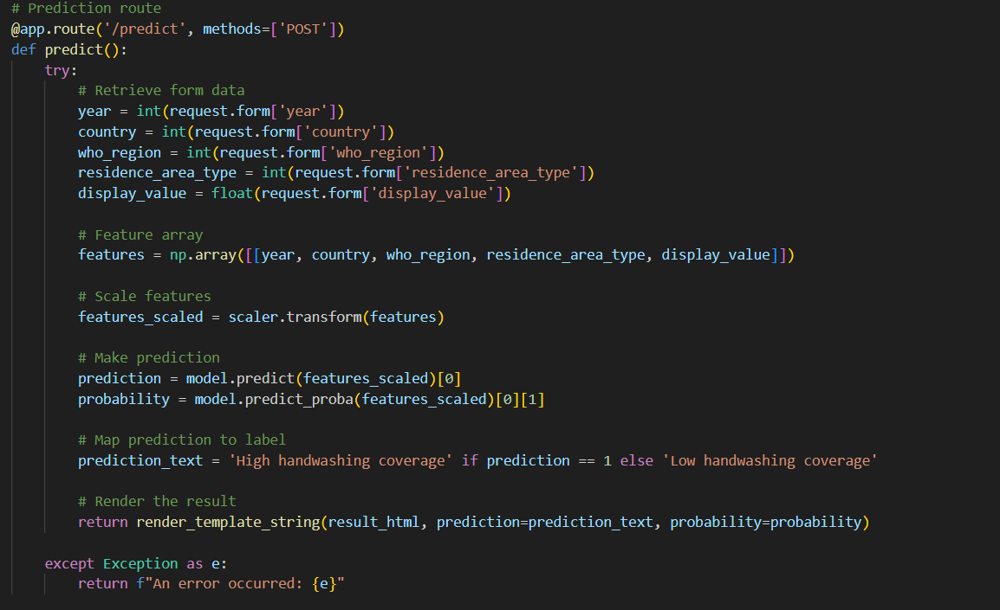 # Prediction route
@app.route('/predict', methods=['POST'])
def predict():
    try:
        # Retrieve form data
        year = int(request.form['year'])
        country = int(request.form['country'])
        who_region = int(request.form['who_region'])
        residence_area_type = int(request.form['residence_area_type'])
        display_value = float(request.form['display_value'])

        # Feature array
        features = np.array([[year, country, who_region, residence_area_type, display_value]])

        # Scale features
        features_scaled = scaler.transform(features)

        # Make prediction
        prediction = model.predict(features_scaled)[0]
        probability = model.predict_proba(features_scaled)[0][1]

        # Map prediction to label
        prediction_text = 'High handwashing coverage' if prediction == 1 else 'Low handwashing coverage'

        # Render the result
        return render_template_string(result_html, prediction=prediction_text, probability=probability)

    except Exception as e:
        return f"An error occurred: {e}"